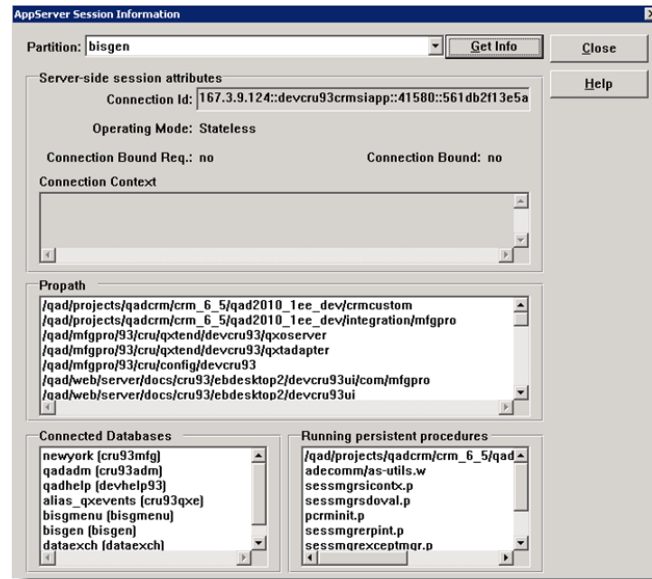 AppServer Session Information
Partition: bisgen
Get Info
Close
Help
Server-side session attributes
Connection Id: 167.3.9.124::devcru93crmsiapp::41580::561db2f13e5a
Operating Mode: Stateless
Connection Bound Req.: no Connection Bound: no
Connection Context
Propath
/qad/projects/qadcrm/crm_6_5/qad2010_1ee_dev/crmcustom
/qad/projects/qadcrm/crm_6_5/qad2010_1ee_dev/integration/mfgpro
/qad/mfgpro/93/cru/qxtend/devcru93/qxoserver
/qad/mfgpro/93/cru/qxtend/devcru93/qxtadapter
/qad/mfgpro/93/cru/config/devcru93
/qad/web/server/docs/cru93/ebdesktop2/devcru93ui/com/mfgpro
/qad/web/server/docs/cru93/ebdesktop2/devcru93ui
Connected Databases
newyork (cru93mfg)
qadadm (cru93adm)
qadhelp (devhelp93)
alias_qxevents (cru93qxe)
bisgmenu (bisgmenu)
bisgen (bisgen)
dataexch (dataexch)
Running persistent procedures
/qad/projects/qadcrm/crm_6_5/qad
adecomm/as-utils.w
sessmgrsicontx.p
sessmgrsdoval.p
pcrminit.p
sessmgrerpint.p
sessmgrexceptmgr.p